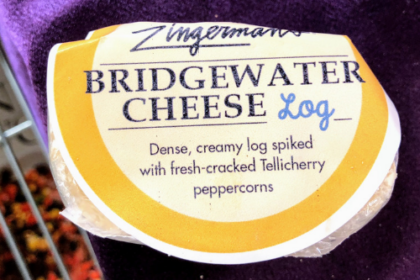 Zingerman's
BRIDGEWATER
CHEESE Log
Dense, creamy log spiked
with fresh-cracked Tellicherry
peppercorns